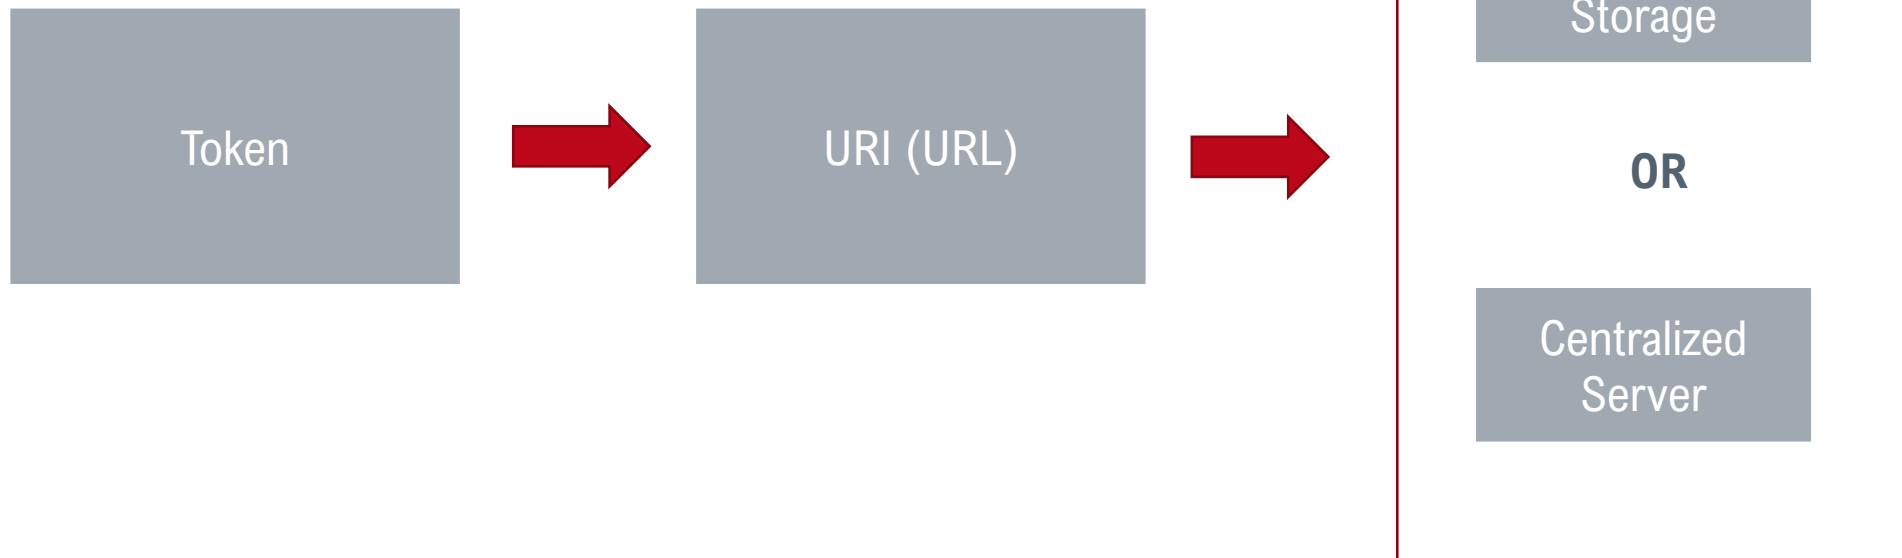 Token
URI (URL)
Storage
OR
Centralized
Server